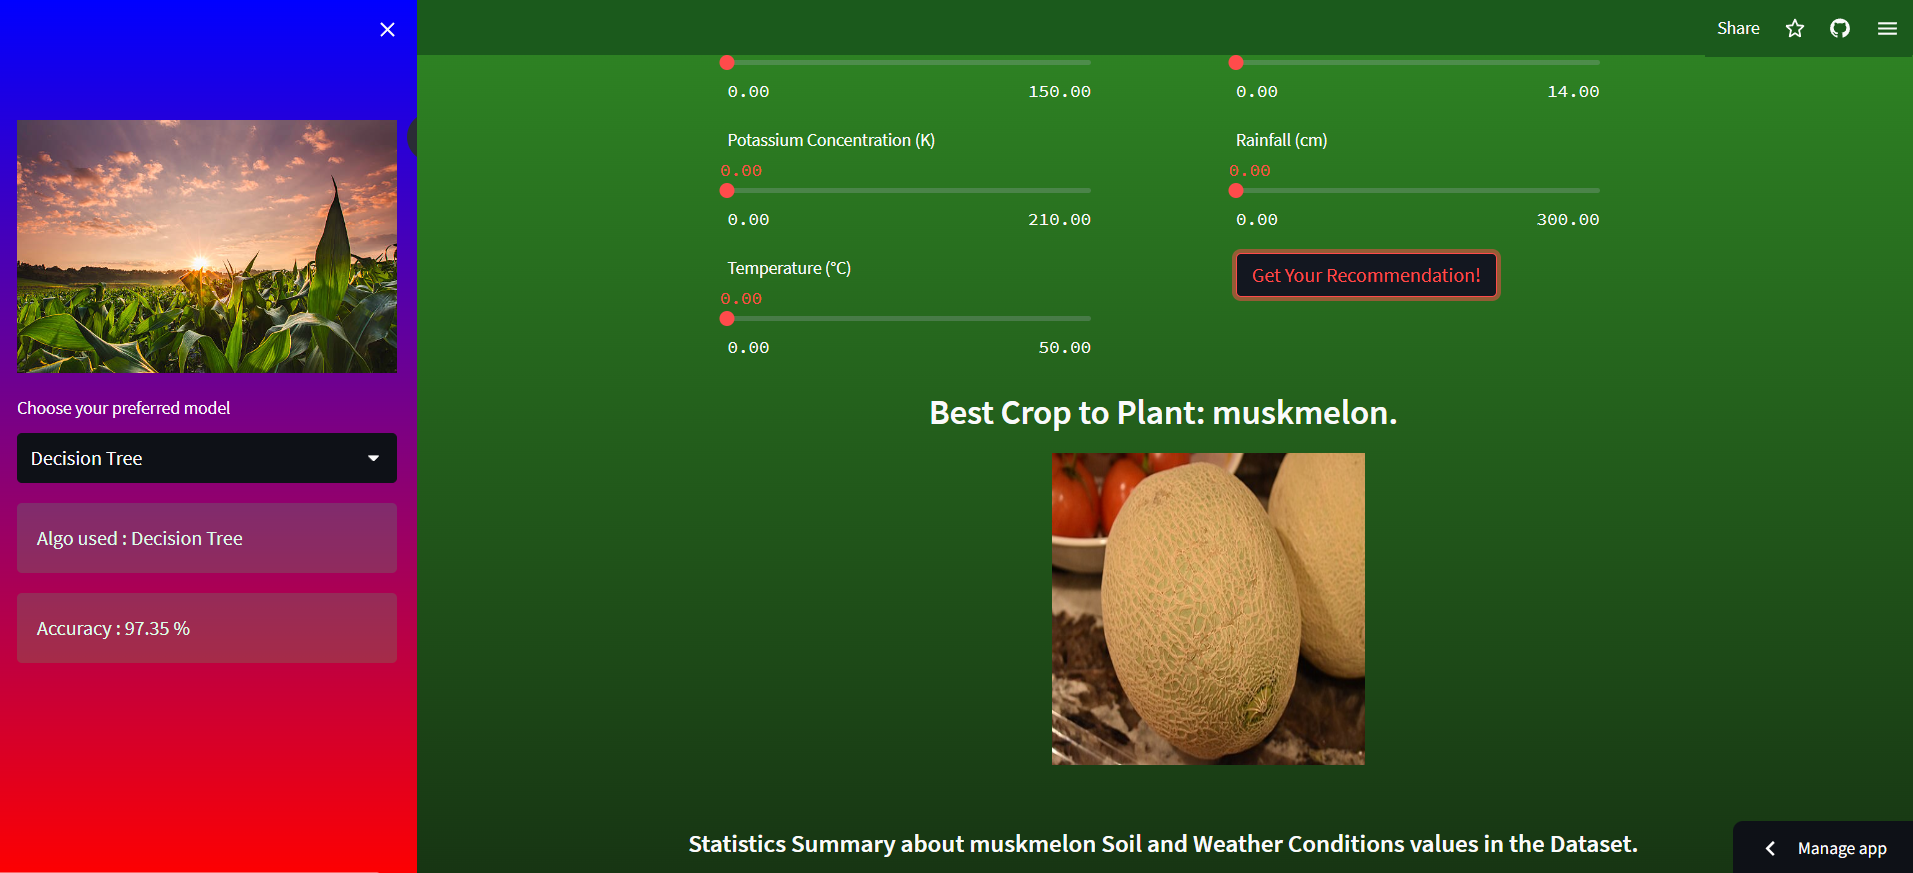 Share
0.00 150.00
0.00 14.00
Potassium Concentration (K)
0.00
0.00 210.00
Rainfall (cm)
0.00
0.00 300.00
Temperature (°C)
0.00
0.00 50.00
Get Your Recommendation!
Choose your preferred model
Decision Tree
Algo used : Decision Tree
Accuracy : 97.35 %
Best Crop to Plant: muskmelon.
Statistics Summary about muskmelon Soil and Weather Conditions values in the Dataset.
Manage app